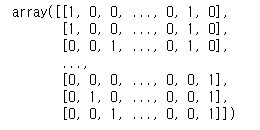 array([[1, 0, 0, ..., 0, 1, 0],
[1, 0, 0, ..., 0, 1, 0],
[0, 0, 1, ..., 0, 1, 0],
...,
[0, 0, 0, ..., 0, 0, 1],
[0, 1, 0, ..., 0, 0, 1],
[0, 0, 1, ..., 0, 0, 1]])